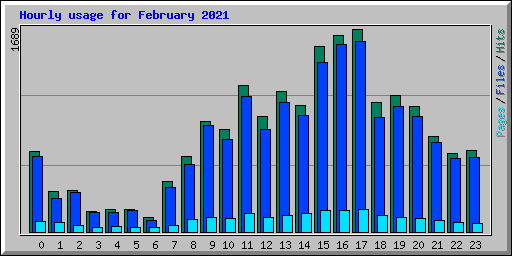 Hourly usage for February 2021
1689
Pages / Files / Hits
0 1 2 3 4 5 6 7 8 9 10 11 12 13 14 15 16 17 18 19 20 21 22 23